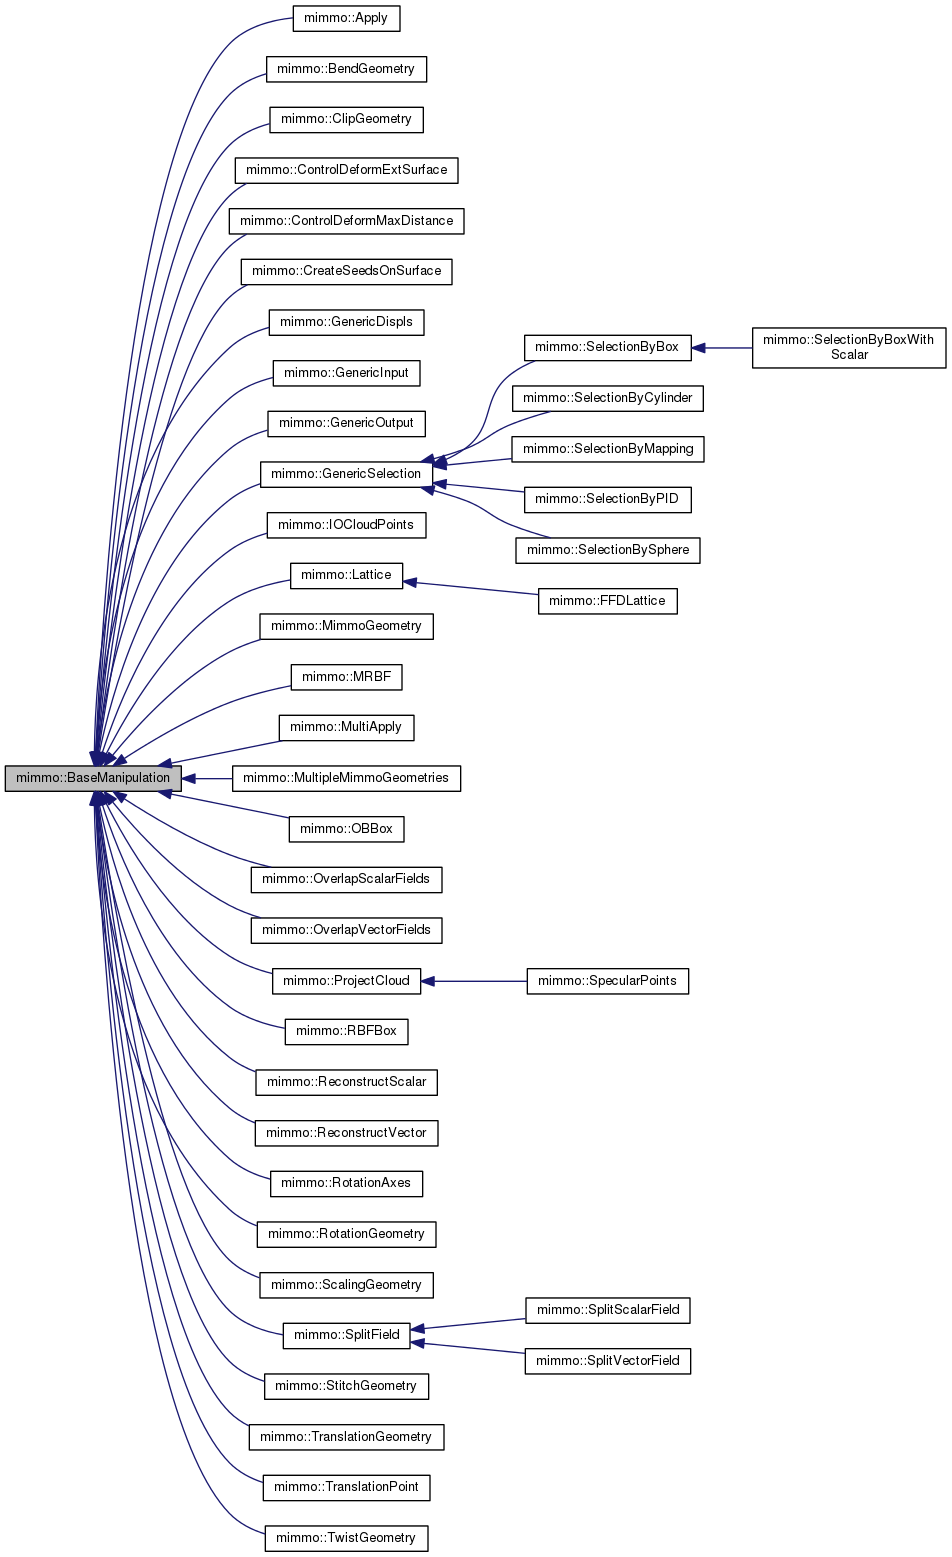 mimmo::Apply
mimmo::BendGeometry
mimmo::ClipGeometry
mimmo::ControlDeformExtSurface
mimmo::ControlDeformMaxDistance
mimmo::CreateSeedsOnSurface
mimmo::GenericDispls
mimmo::GenericInput
mimmo::GenericOutput
mimmo::GenericSelection
mimmo::IOCloudPoints
mimmo::Lattice
mimmo::MimmoGeometry
mimmo::MRBF
mimmo::MultiApply
mimmo::BaseManipulation
mimmo::MultipleMimmoGeometries
mimmo::OBBox
mimmo::OverlapScalarFields
mimmo::OverlapVectorFields
mimmo::ProjectCloud
mimmo::RBFBox
mimmo::ReconstructScalar
mimmo::ReconstructVector
mimmo::RotationAxes
mimmo::RotationGeometry
mimmo::ScalingGeometry
mimmo::SplitField
mimmo::StitchGeometry
mimmo::TranslationGeometry
mimmo::TranslationPoint
mimmo::TwistGeometry
mimmo::SelectionByBox
mimmo::SelectionByCylinder
mimmo::SelectionByMapping
mimmo::SelectionByPID
mimmo::SelectionBySphere
mimmo::FFDLattice
mimmo::SpecularPoints
mimmo::SplitScalarField
mimmo::SplitVectorField
mimmo::SelectionByBoxWith
Scalar